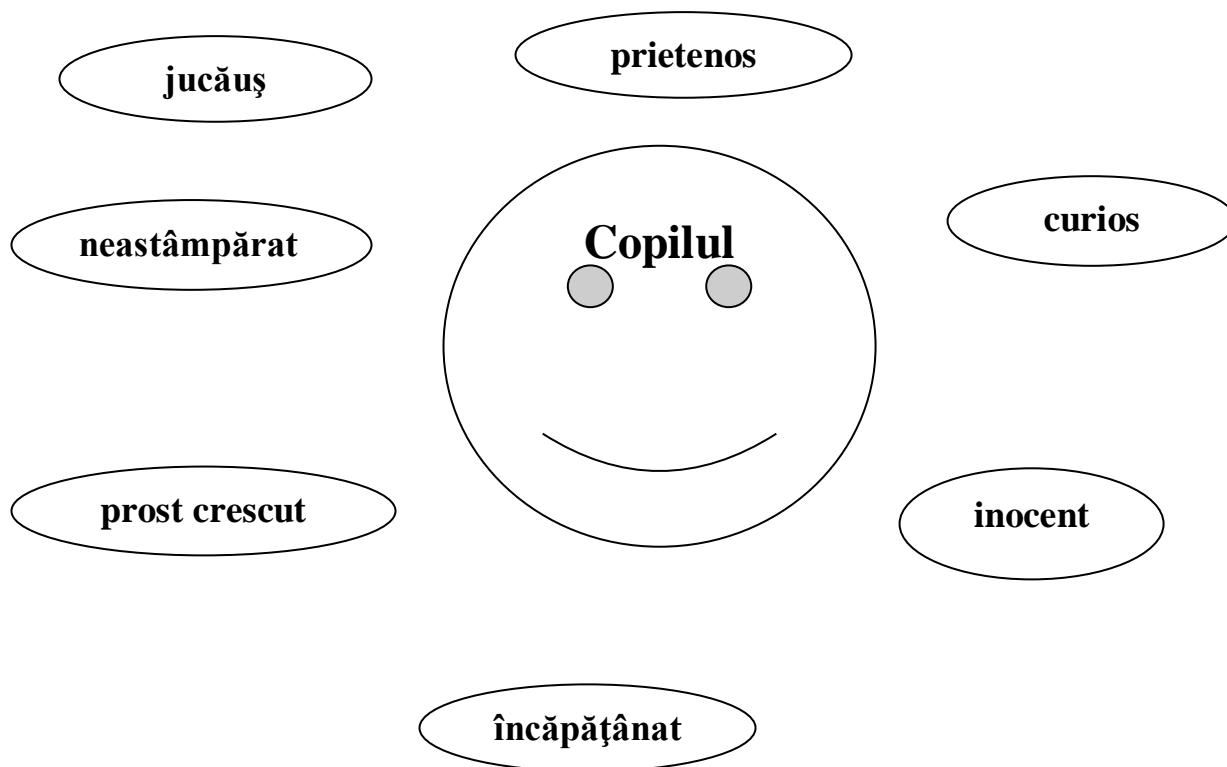 prietenos
jucăuş
curios
Copilul
neastâmpărat
prost crescut
inocent
încăpăţânat